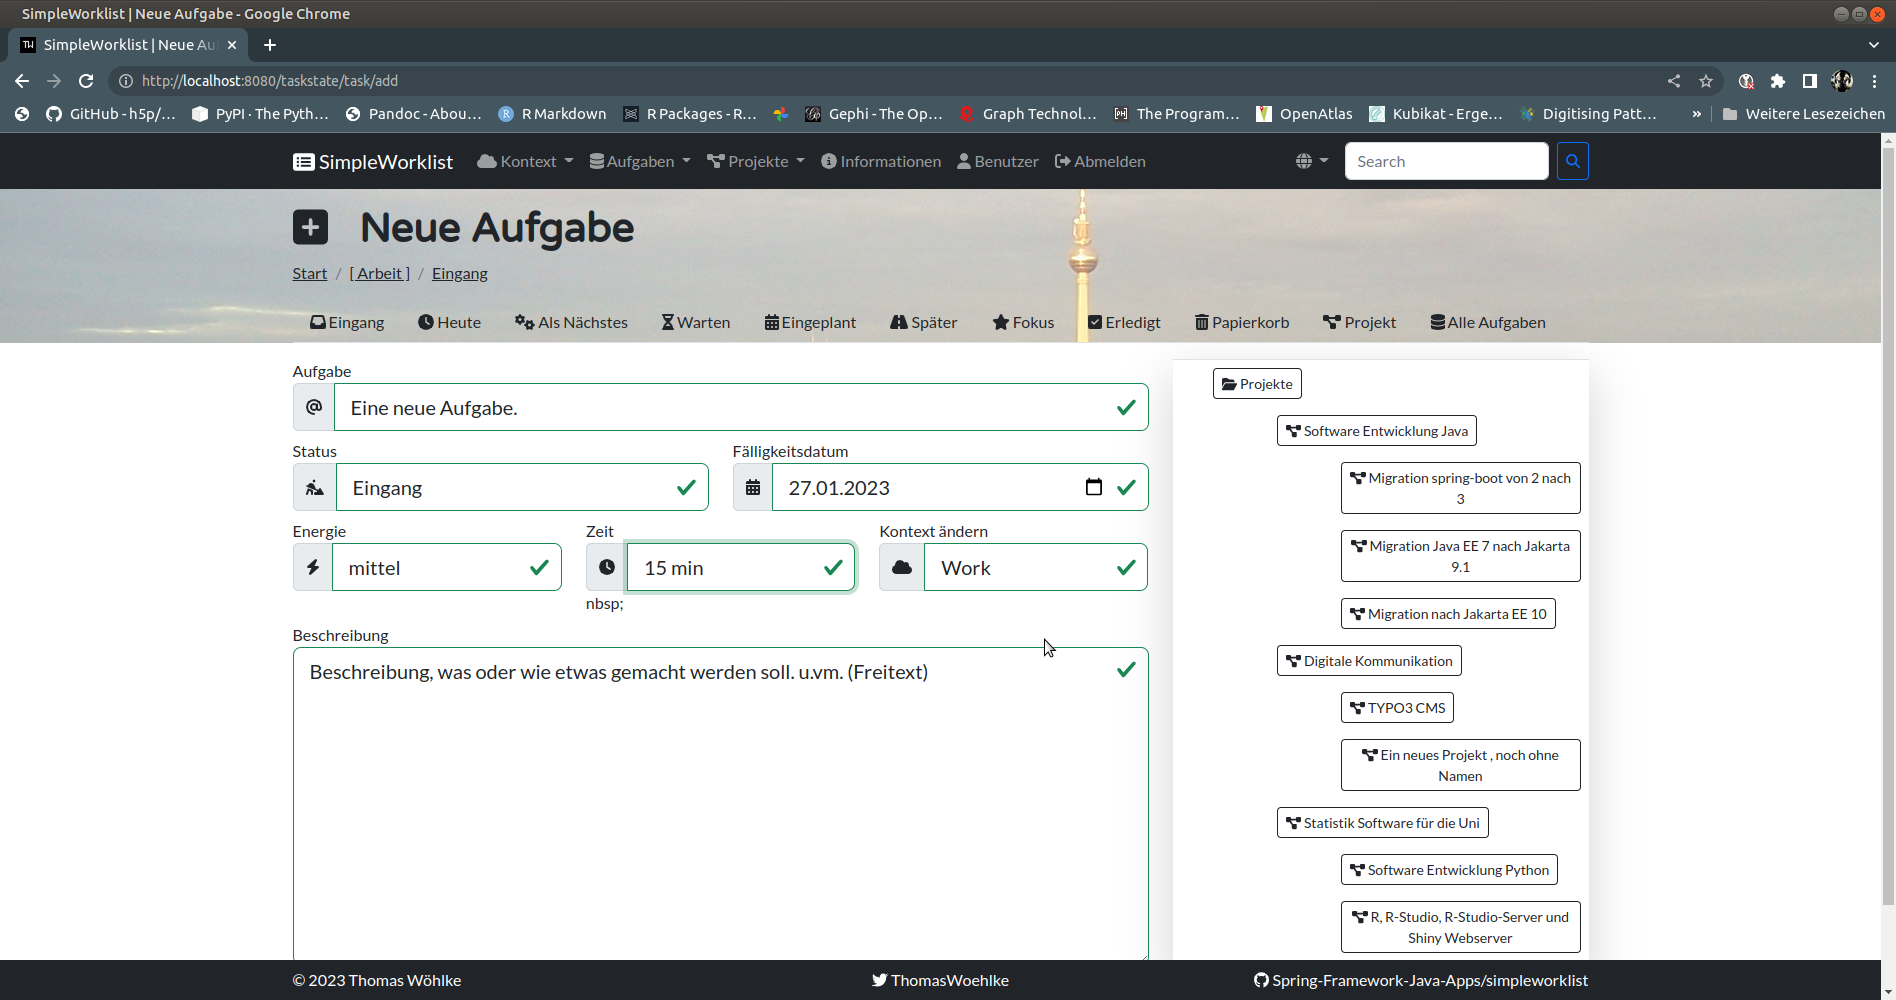 SimpleWorklist | Neue Aufgabe - Google Chrome
SimpleWorklist | Neue Au
http://localhost:8080/taskstate/task/add
GitHub - h5p/… PyPI · The Pyth… Pandoc - Abou… R Markdown R Packages - R… Gephi - The Op… Graph Technol… The Program… OpenAtlas Kubikat - Erge… Digitising Patt… » Weitere Lesezeichen
SimpleWorklist Kontext Aufgaben Projekte Informationen Benutzer Abmelden Search
Neue Aufgabe
Start / [ Arbeit ] / Eingang
Eingang Heute Als Nächstes Warten Eingeplant Später Fokus Erledigt Papierkorb Projekt Alle Aufgaben
Aufgabe
@ Eine neue Aufgabe.
Status Fälligkeitsdatum
Eingang 27.01.2023
Energie Zeit Kontext ändern
mittel 15 min Work
nbsp;
Beschreibung
Beschreibung, was oder wie etwas gemacht werden soll. u.vm. (Freitext)
Projekte
Software Entwicklung Java
Migration spring-boot von 2 nach
3
Migration Java EE 7 nach Jakarta
9.1
Migration nach Jakarta EE 10
Digitale Kommunikation
TYPO3 CMS
Ein neues Projekt , noch ohne
Namen
Statistik Software für die Uni
Software Entwicklung Python
R, R-Studio, R-Studio-Server und
Shiny Webserver
© 2023 Thomas Wöhlke ThomasWoehlke Spring-Framework-Java-Apps/simpleworklist